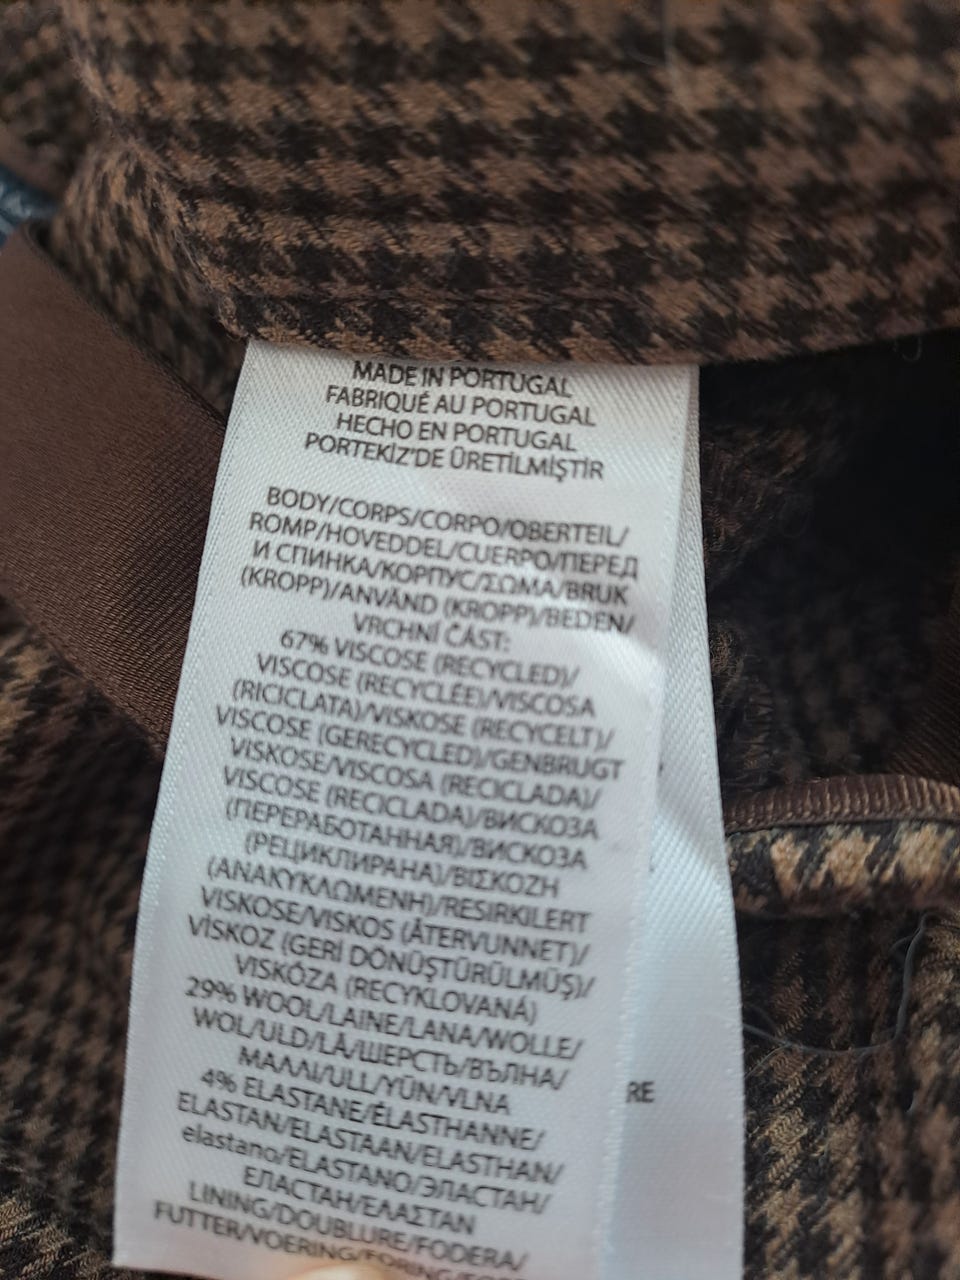 MADE IN PORTUGAL
FABRIQUÉ AU PORTUGAL
HECHO EN PORTUGAL
PORTEKİZ'DE ÜRETİLMİŞTİR
BODY/CORPS/CORPO/OBERTEIL/
ROMP/HOVEDDEL/CUERPO/ПЕРЕД
И СПИНКА/КОРПУС/ΣΩΜΑ/BRUK
(KROPP)/ANVÄND (KROPP)/BEDEN/
VRCHNÍ ČÁST:
67% VISCOSE (RECYCLED)/
VISCOSE (RECYCLÉE)/VISCOSA
(RICICLATA)/VISKOSE (RECYCELT)/
VISCOSE (GERECYCLED)/GENBRUGT
VISKOSE/VISCOSA (RECICLADA)/
VISCOSE (RECICLADA)/ВИСКОЗА
(ПЕРЕРАБОТАННАЯ)/ВИСКОЗА
(РЕЦИКЛИРАНА)/ΒΙΣΚΟΖΗ
(ΑΝΑΚΥΚΛΩΜΕΝΗ)/RESIRKILERT
VISKOSE/VISKOS (ÅTERVUNNET)/
VİSKOZ (GERİ DÖNÜŞTÜRÜLMÜŞ)/
VISKÓZA (RECYKLOVANÁ)
29% WOOL/LAINE/LANA/WOLLE/
WOL/ULD/LÃ/ШЕРСТЬ/ВЪЛНА/
ΜΑΛΛΙ/ULL/YÜN/VLNA
4% ELASTANE/ÉLASTHANNE/
ELASTAN/ELASTAAN/ELASTHAN/
elastano/ELASTANO/ЭЛАСТАН/
ЕЛАСТАН/ΕΛΑΣΤΑΝ
LINING/DOUBLURE/FODERA/
FUTTER/VOERING/FORING/
RE